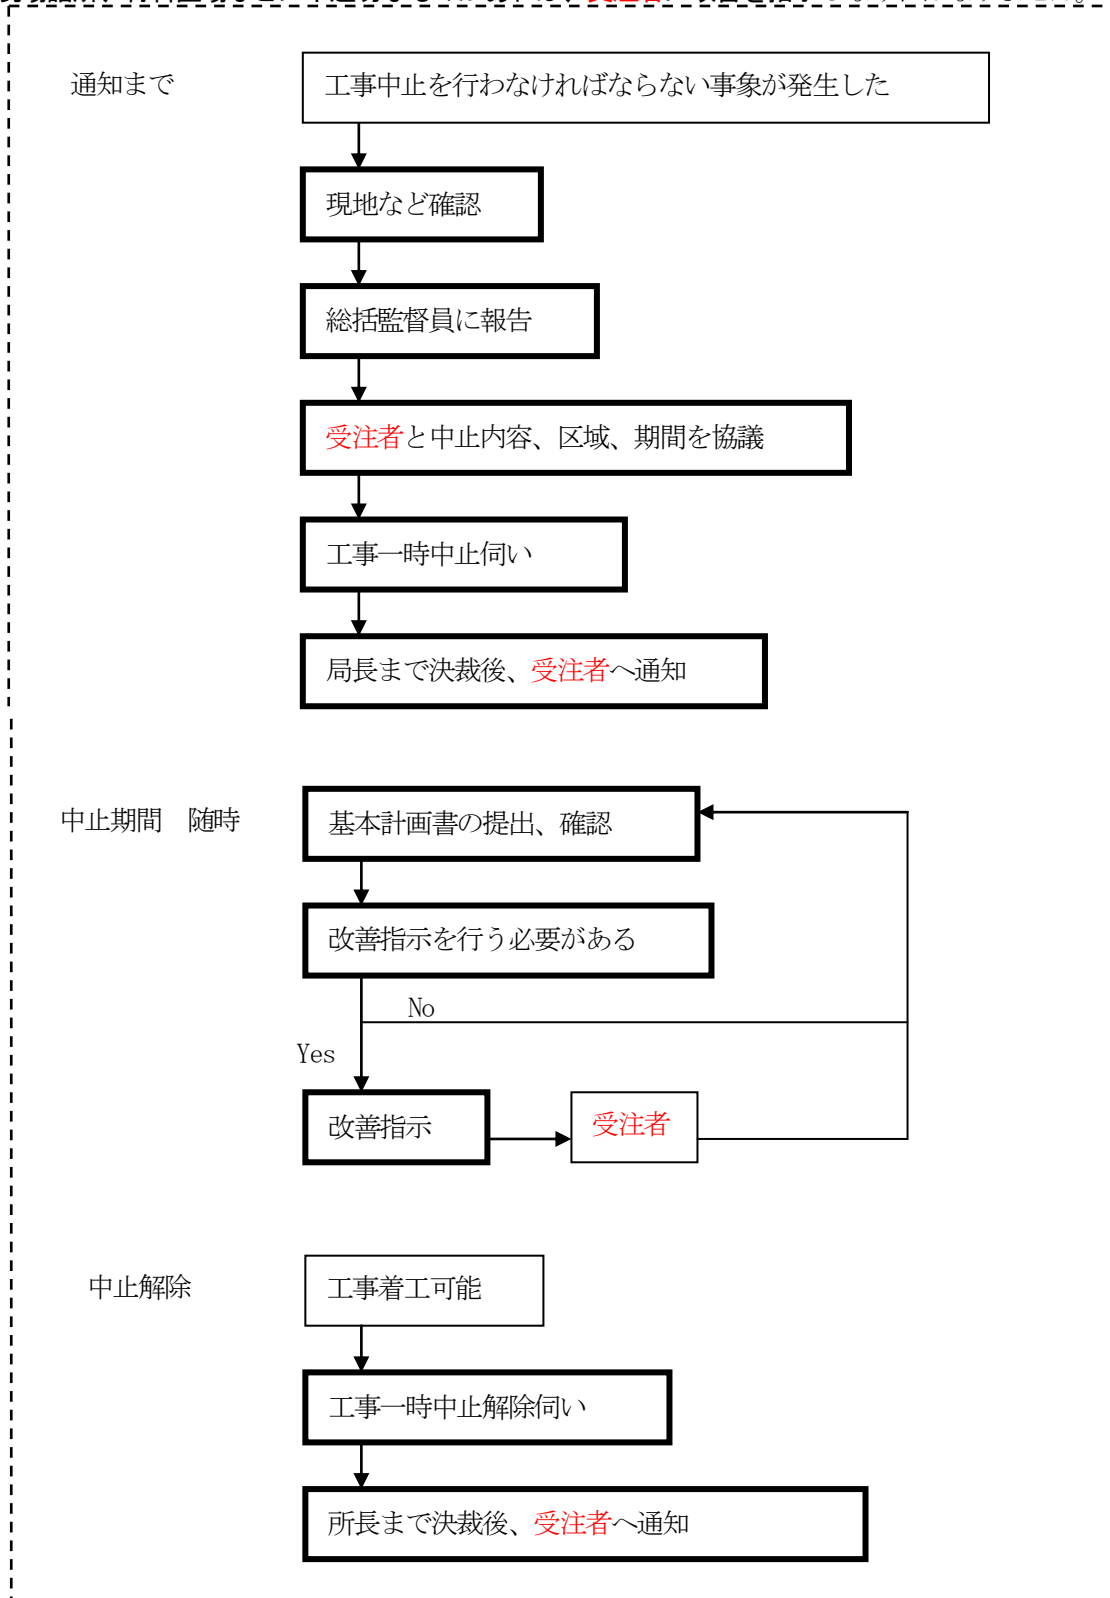 通知まで
工事中止を行わなければならない事象が発生した
現地など確認
総括監督員に報告
受注者と中止内容、区域、期間を協議
工事一時中止伺い
局長まで決裁後、受注者へ通知
中止期間　随時
基本計画書の提出、確認
改善指示を行う必要がある
No
Yes
改善指示
受注者
中止解除
工事着工可能
工事一時中止解除伺い
所長まで決裁後、受注者へ通知